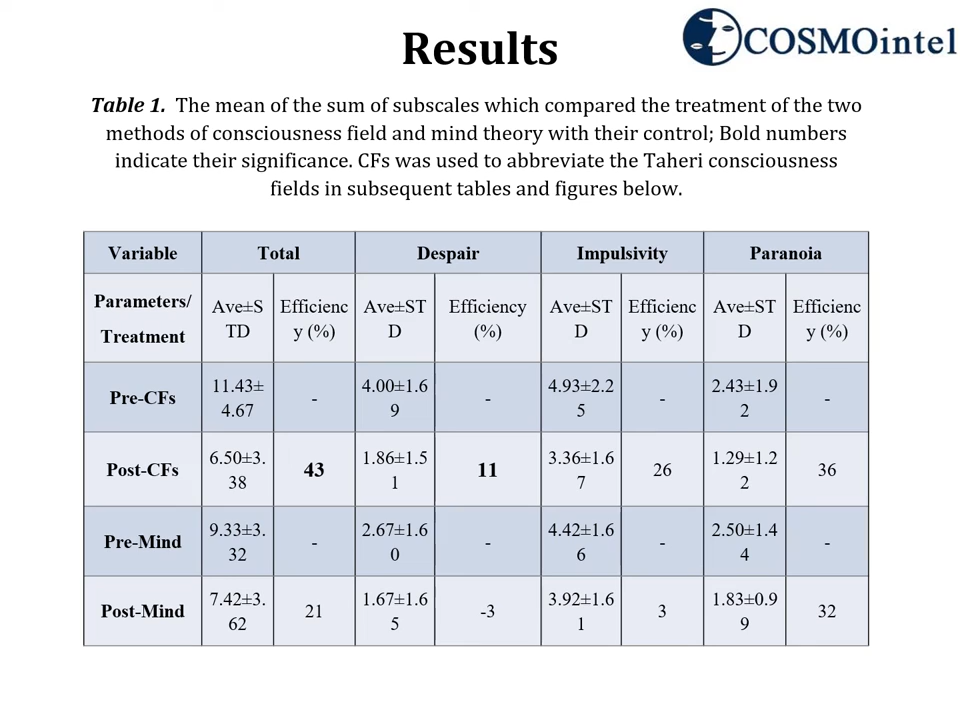 Results
COSMOintel
Table 1. The mean of the sum of subscales which compared the treatment of the two
methods of consciousness field and mind theory with their control; Bold numbers
indicate their significance. CFs was used to abbreviate the Taheri consciousness
fields in subsequent tables and figures below.
Variable Total Despair Impulsivity Paranoia
Parameters/
Treatment
Ave±S
TD
Efficienc
y (%)
Ave±ST
D
Efficiency
(%)
Ave±ST
D
Efficienc
y (%)
Ave±ST
D
Efficienc
y (%)
Pre-CFs
11.43±
4.67
-
4.00±1.6
9
-
4.93±2.2
5
-
2.43±1.9
2
-
Post-CFs
6.50±3.
38
43
1.86±1.5
1
11
3.36±1.6
7
26
1.29±1.2
2
36
Pre-Mind
9.33±3.
32
-
2.67±1.6
0
-
4.42±1.6
6
-
2.50±1.4
4
-
Post-Mind
7.42±3.
62
21
1.67±1.6
5
-3
3.92±1.6
1
3
1.83±0.9
9
32